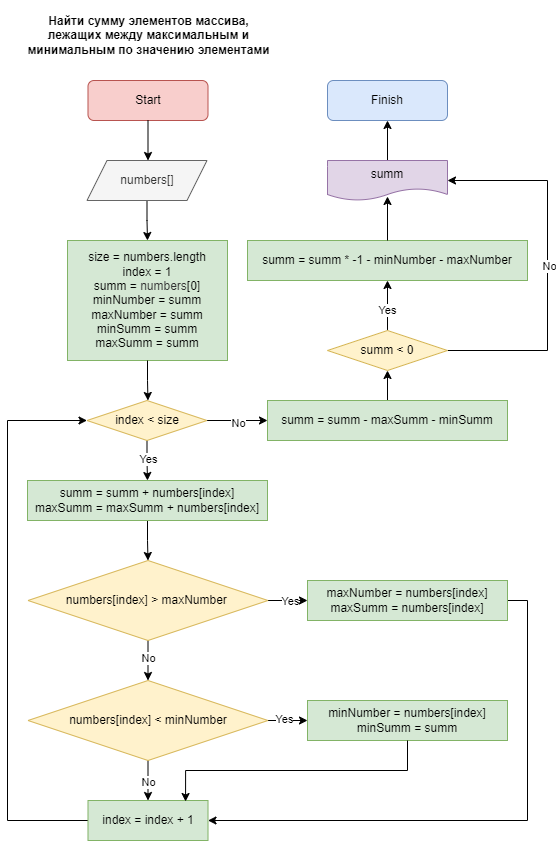 Найти сумму элементов массива,
лежащих между максимальным и
минимальным по значению элементами
Start
Finish
numbers[]
summ
size = numbers.length
index = 1
summ = numbers[0]
minNumber = summ
maxNumber = summ
minSumm = summ
maxSumm = summ
summ = summ * -1 - minNumber - maxNumber
No
Yes
summ < 0
index < size
No
summ = summ - maxSumm - minSumm
Yes
summ = summ + numbers[index]
maxSumm = maxSumm + numbers[index]
numbers[index] > maxNumber
Yes
maxNumber = numbers[index]
maxSumm = numbers[index]
No
numbers[index] < minNumber
Yes
minNumber = numbers[index]
minSumm = summ
No
index = index + 1